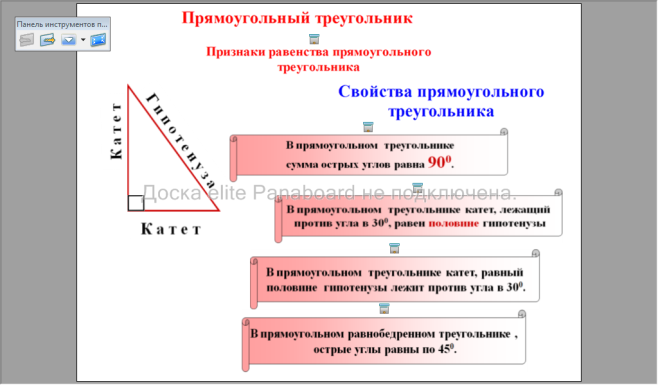 Прямоугольный треугольник
Панель инструментов п...
Признаки равенства прямоугольного
треугольника
Свойства прямоугольного
треугольника
Катет
Гипотенуза
Катет
В прямоугольном треугольнике
сумма острых углов равна 90⁰.
Доска elite Panaboard не подключена.
В прямоугольном треугольнике катет, лежащий
против угла в 30⁰, равен половине гипотенузы
В прямоугольном треугольнике катет, равный
половине гипотенузы лежит против угла в 30⁰.
В прямоугольном равнобедренном треугольнике ,
острые углы равны по 45⁰.